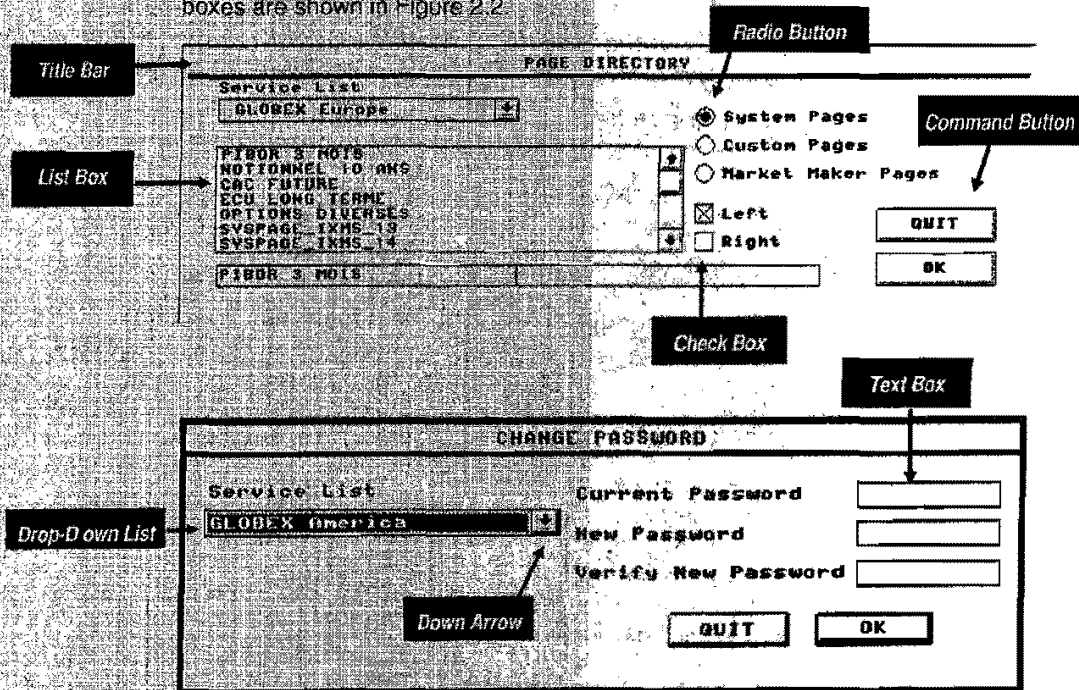 boxes are shown in Figure 2.2.
Radio Button
Title Bar
PAGE DIRECTORY
Service List
GLOBEX Europe
System Pages
Command Button
Custom Pages
List Box
PIBOR 3 MOIS
NOTIONNEL 10 ANS
CAC FUTURE
ECU LONG TERME
OPTIONS DIVERSES
SYSPAGE_IXMS_13
SYSPAGE_IXMS_14
Market Maker Pages
Left
Right
QUIT
OK
PIBOR 3 MOIS
Check Box
Text Box
CHANGE PASSWORD
Service List
Current Password
Drop-D own List
GLOBEX America
New Password
Verify New Password
Down Arrow
QUIT
OK